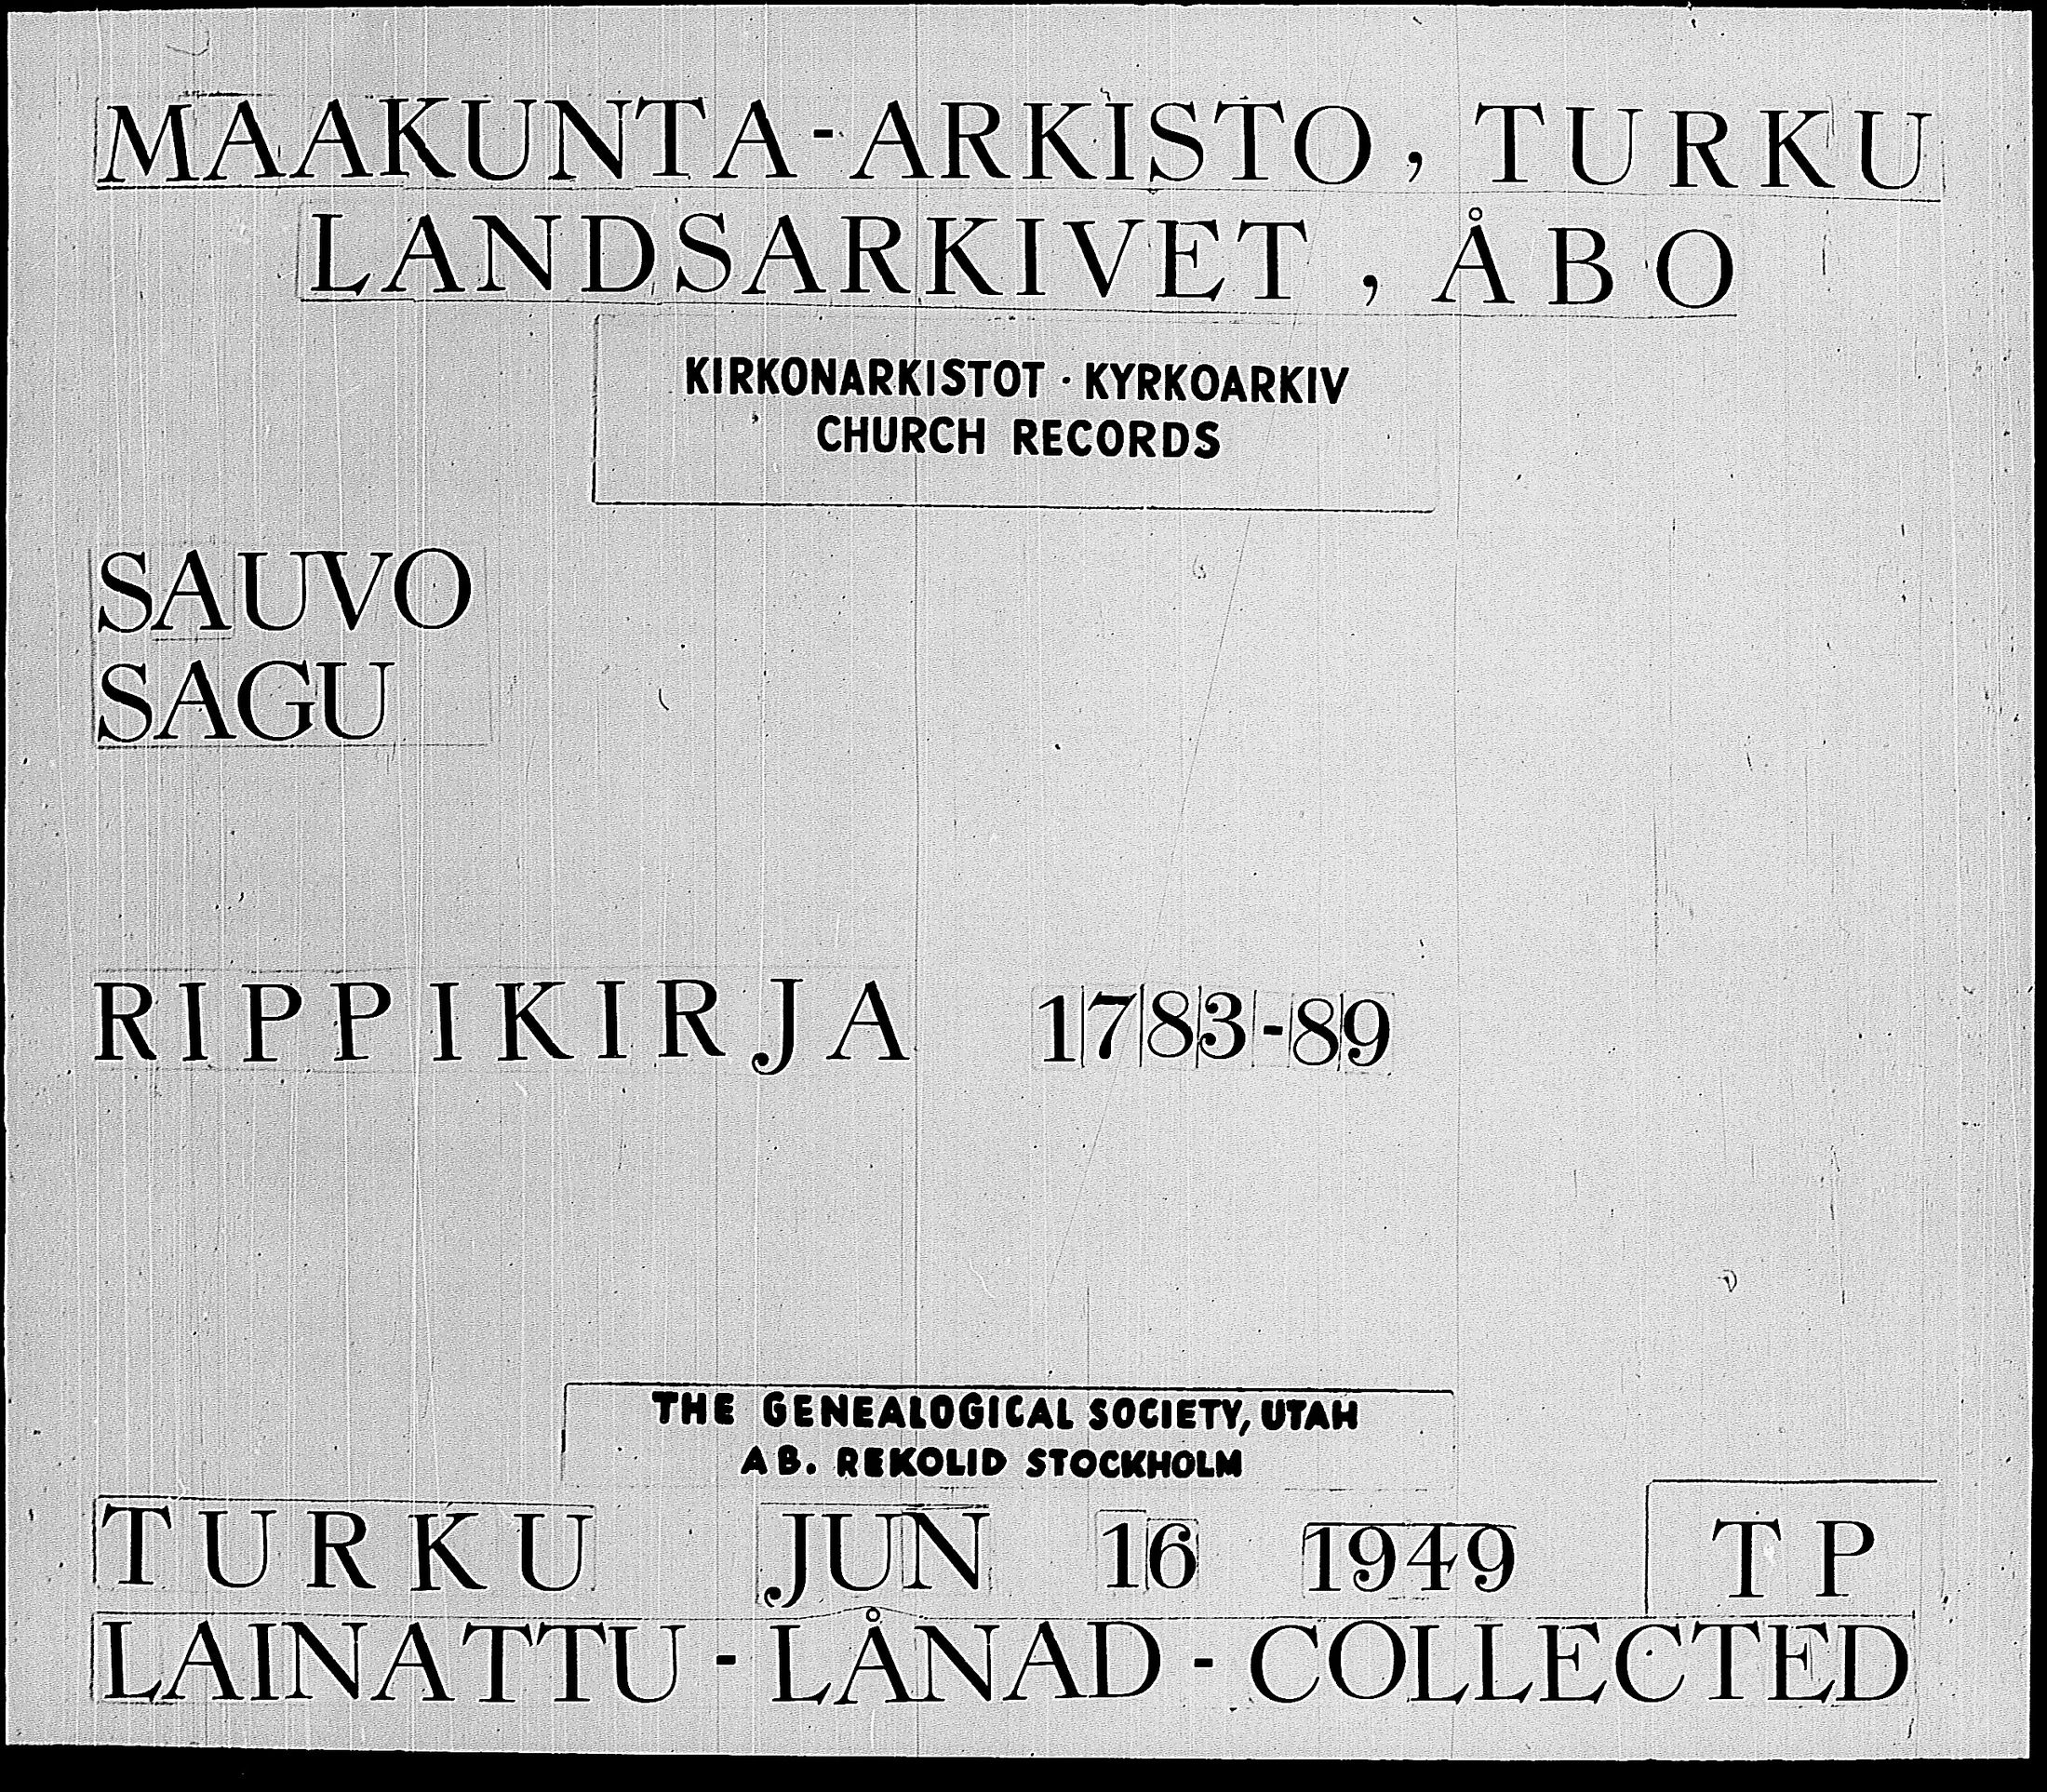 MAAKUNTA-ARKISTO, TURKU
LANDSARKIVET, ÅBO
KIRKONARKISTOT · KYRKOARKIV
CHURCH RECORDS
SAUVO
SAGU
RIPPIKIRJA 1783-89
THE GENEALOGICAL SOCIETY, UTAH
AB. REKOLID STOCKHOLM
TURKU JUN 16 1949 TP
LAINATTU - LÅNAD - COLLECTED